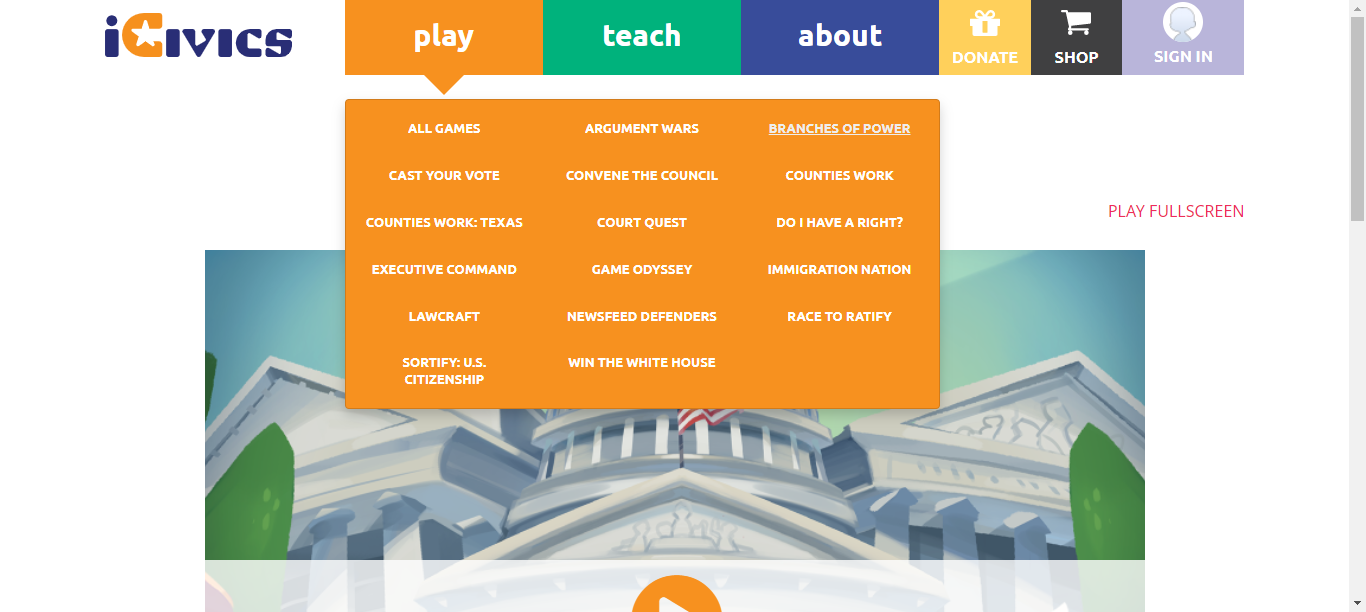 iCivics
play
teach
about
DONATE
SHOP
SIGN IN
ALL GAMES
ARGUMENT WARS
BRANCHES OF POWER
CAST YOUR VOTE
CONVENE THE COUNCIL
COUNTIES WORK
COUNTIES WORK: TEXAS
COURT QUEST
DO I HAVE A RIGHT?
EXECUTIVE COMMAND
GAME ODYSSEY
IMMIGRATION NATION
LAWCRAFT
NEWSFEED DEFENDERS
RACE TO RATIFY
SORTIFY: U.S.
CITIZENSHIP
WIN THE WHITE HOUSE
PLAY FULLSCREEN